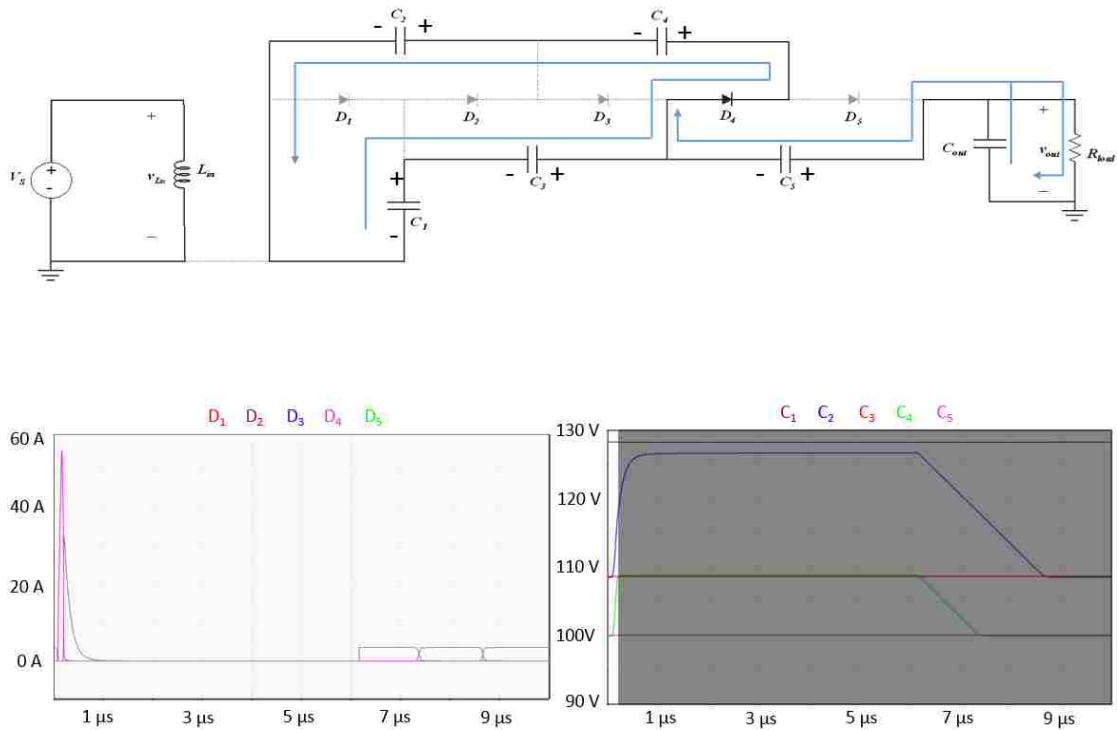 C2
C4
- +
- +
D1
D2
D3
D4
D5
+
+
-
VS
vLin
Lin
−
+
C1
-
- +
C3
- +
C5
Cout
+
vout
−
Rload
D1 D2 D3 D4 D5
60 A
40 A
20 A
0 A
1 µs 3 µs 5 µs 7 µs 9 µs
C1 C2 C3 C4 C5
130 V
120 V
110 V
100V
90 V
1 µs 3 µs 5 µs 7 µs 9 µs